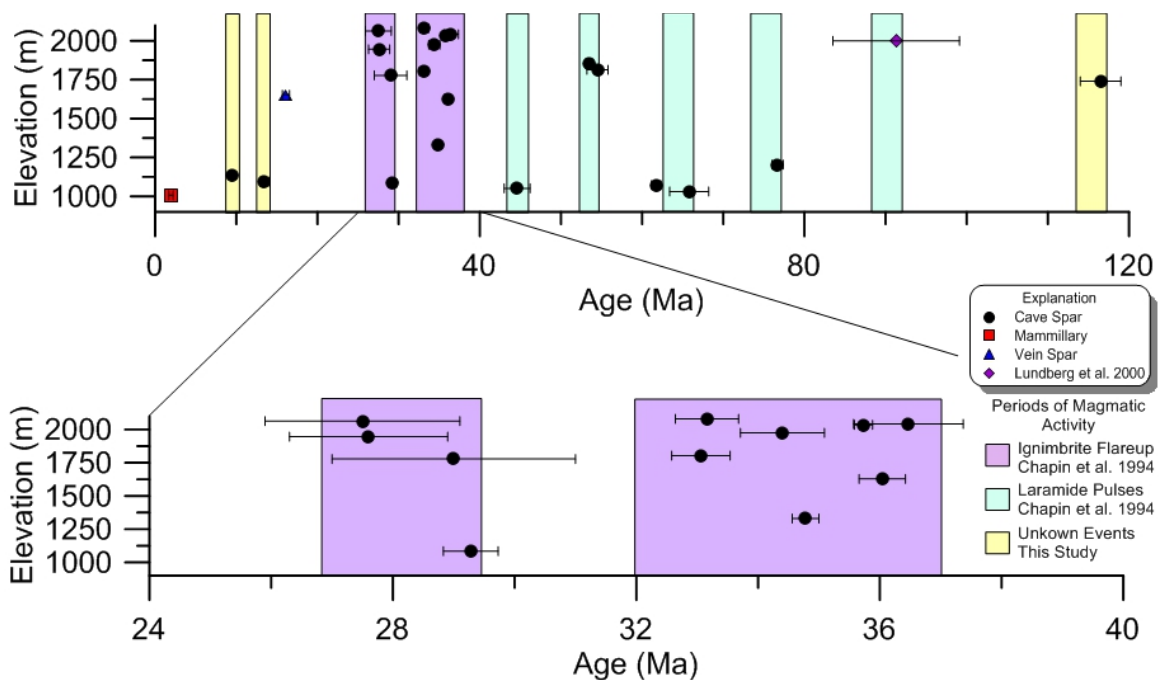 Elevation (m)
2000
1750
1500
1250
1000
0
40
80
120
Age (Ma)
Explanation
Cave Spar
Mammillary
Vein Spar
Lundberg et al. 2000
Periods of Magmatic
Activity
Ignimbrite Flareup
Chapin et al. 1994
Laramide Pulses
Chapin et al. 1994
Unkown Events
This Study
Elevation (m)
2000
1750
1500
1250
1000
24
28
32
36
40
Age (Ma)